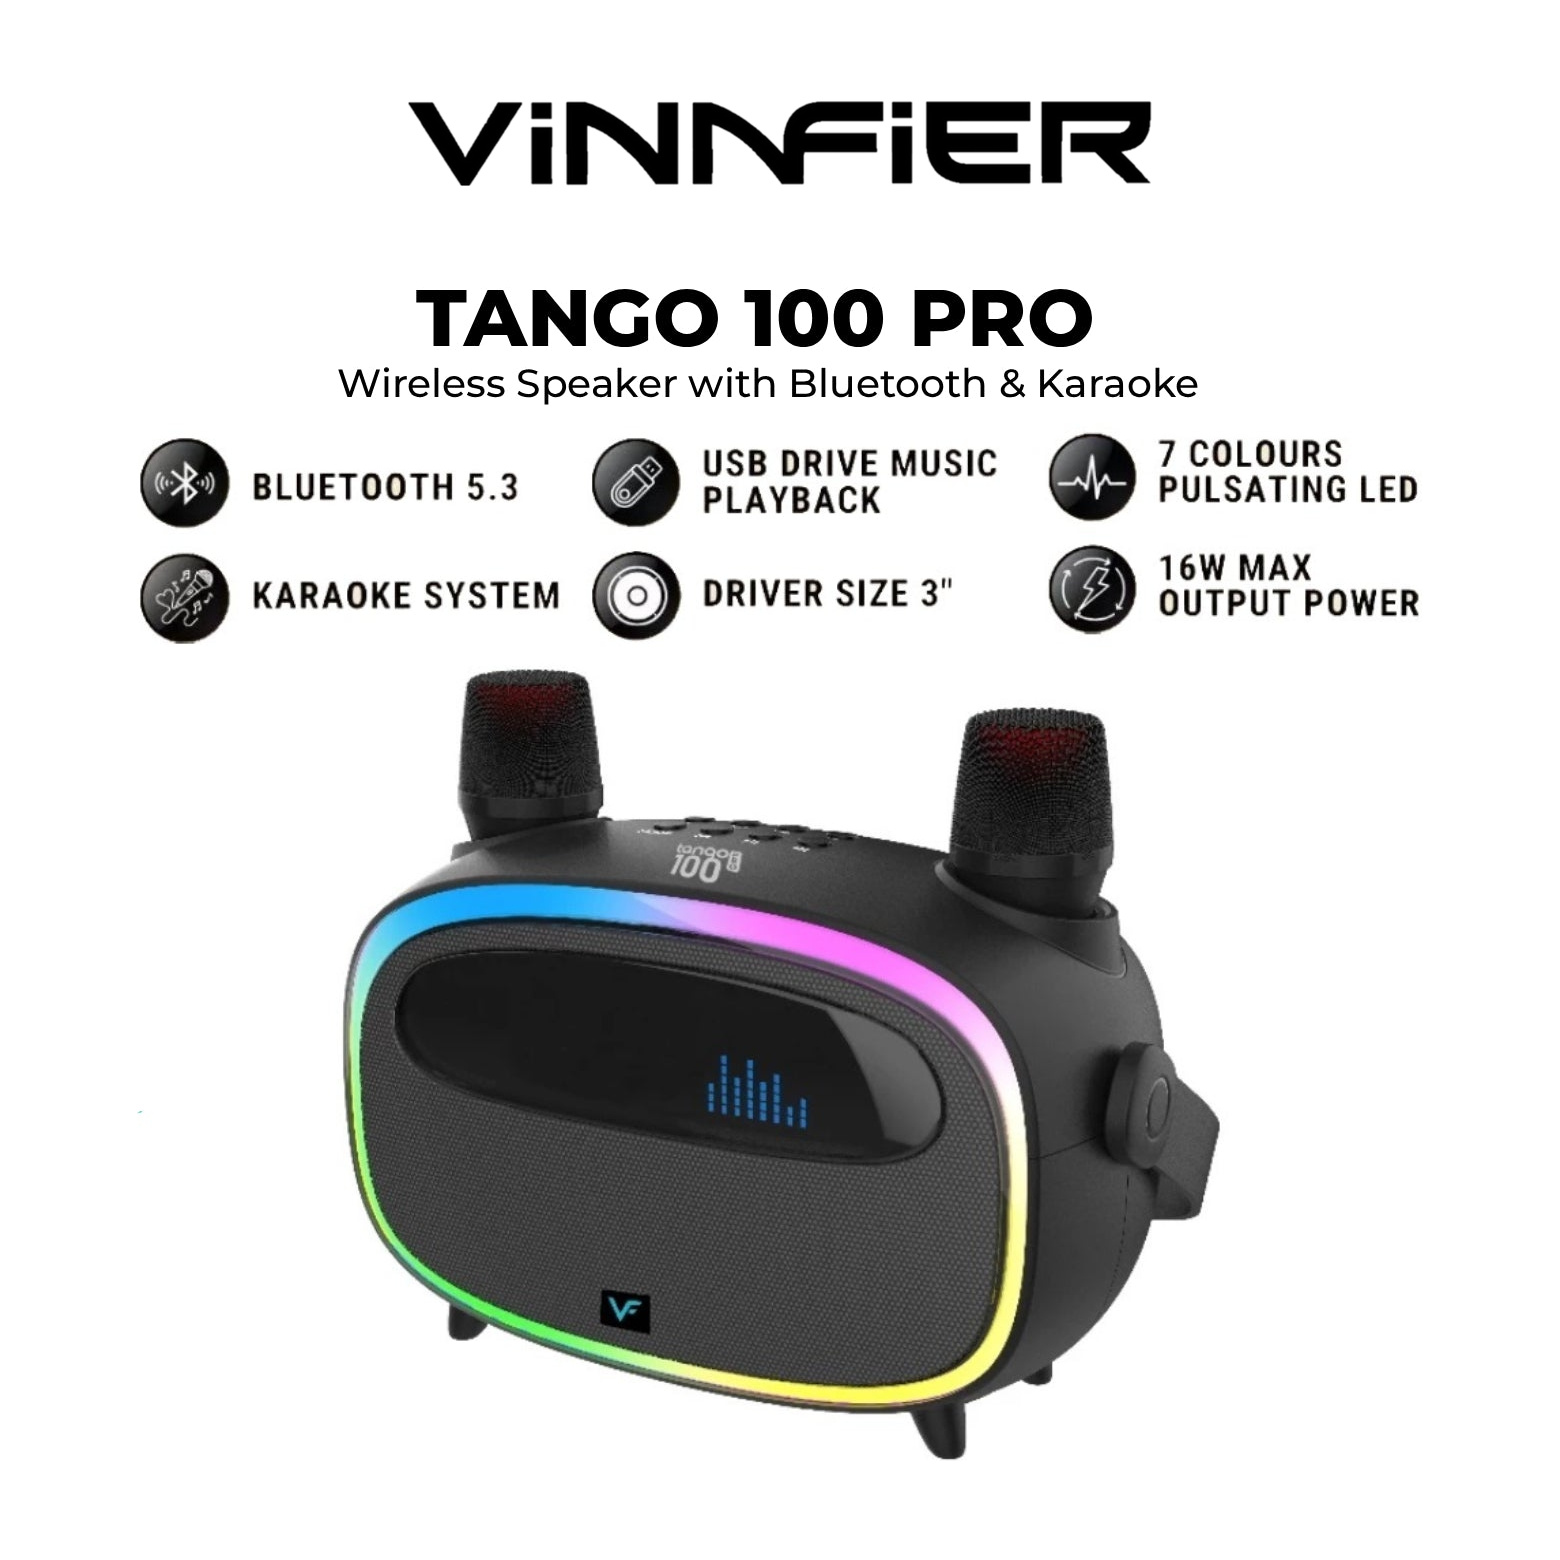 ViNNFiER
TANGO 100 PRO
Wireless Speaker with Bluetooth & Karaoke
BLUETOOTH 5.3
USB DRIVE MUSIC
PLAYBACK
7 COLOURS
PULSATING LED
KARAOKE SYSTEM
DRIVER SIZE 3"
16W MAX
OUTPUT POWER
tango
100 PRO
VF